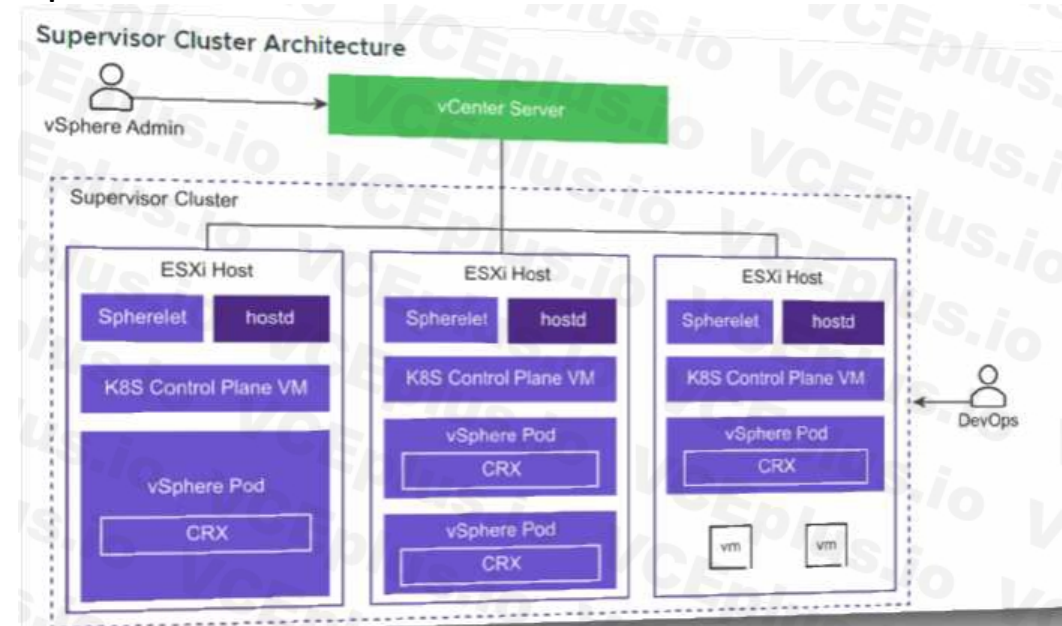 Supervisor Cluster Architecture
vSphere Admin
vCenter Server
Supervisor Cluster
ESXi Host
Spherelet
hostd
K8S Control Plane VM
vSphere Pod
CRX
ESXi Host
Spherelet
hostd
K8S Control Plane VM
vSphere Pod
CRX
vSphere Pod
CRX
ESXi Host
Spherelet
hostd
K8S Control Plane VM
vSphere Pod
CRX
vm
vm
DevOps
VCEplus.io